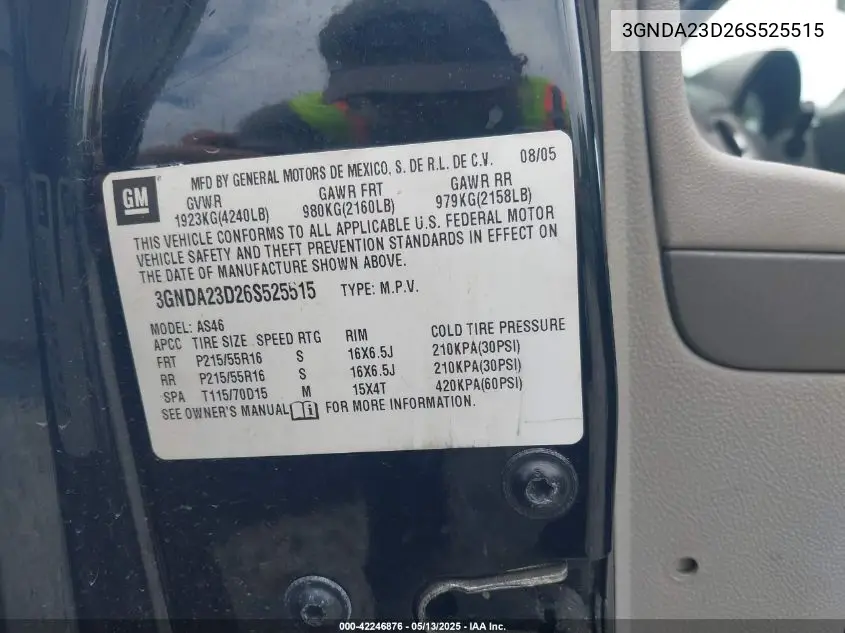 3GNDA23D26S525515
GM
MFD BY GENERAL MOTORS DE MEXICO, S. DE R.L. DE C.V. 08/05
GVWR GAWR FRT GAWR RR
1923KG(4240LB) 980KG(2160LB) 979KG(2158LB)
THIS VEHICLE CONFORMS TO ALL APPLICABLE U.S. FEDERAL MOTOR
VEHICLE SAFETY AND THEFT PREVENTION STANDARDS IN EFFECT ON
THE DATE OF MANUFACTURE SHOWN ABOVE.
3GNDA23D26S525515 TYPE: M.P.V.
MODEL: AS46
APCC TIRE SIZE SPEED RTG RIM COLD TIRE PRESSURE
FRT P215/55R16 S 16X6.5J 210KPA(30PSI)
RR P215/55R16 S 16X6.5J 210KPA(30PSI)
SPA T115/70D15 M 15X4T 420KPA(60PSI)
SEE OWNER'S MANUAL i FOR MORE INFORMATION.
000-42246876 - 05/13/2025 - IAA Inc.